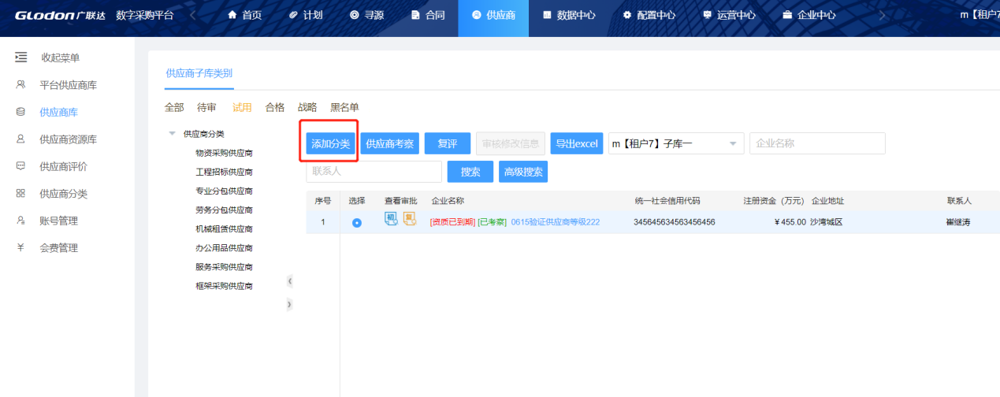 GLodon广联达 数字采购平台 首页 计划 寻源 合同 供应商 数据中心 配置中心 运营中心 企业中心 m【租户7
收起菜单
平台供应商库
供应商库
供应商资源库
供应商评价
供应商分类
账号管理
会费管理
供应商子库类别
全部 待审 试用 合格 战略 黑名单
供应商分类
物资采购供应商
工程招标供应商
专业分包供应商
劳务分包供应商
机械租赁供应商
办公用品供应商
服务采购供应商
框架采购供应商
添加分类 供应商考察 复评 审核修改信息 导出excel m【租户7】子库一 企业名称
联系人 搜索 高级搜索
序号 选择 查看审批 企业名称 统一社会信用代码 注册资金（万元） 企业地址 联系人
1 初 复 [资质已到期] [已考察] 0615验证供应商等级222 345645634563456456 ¥455.00 沙湾城区 崔继涛